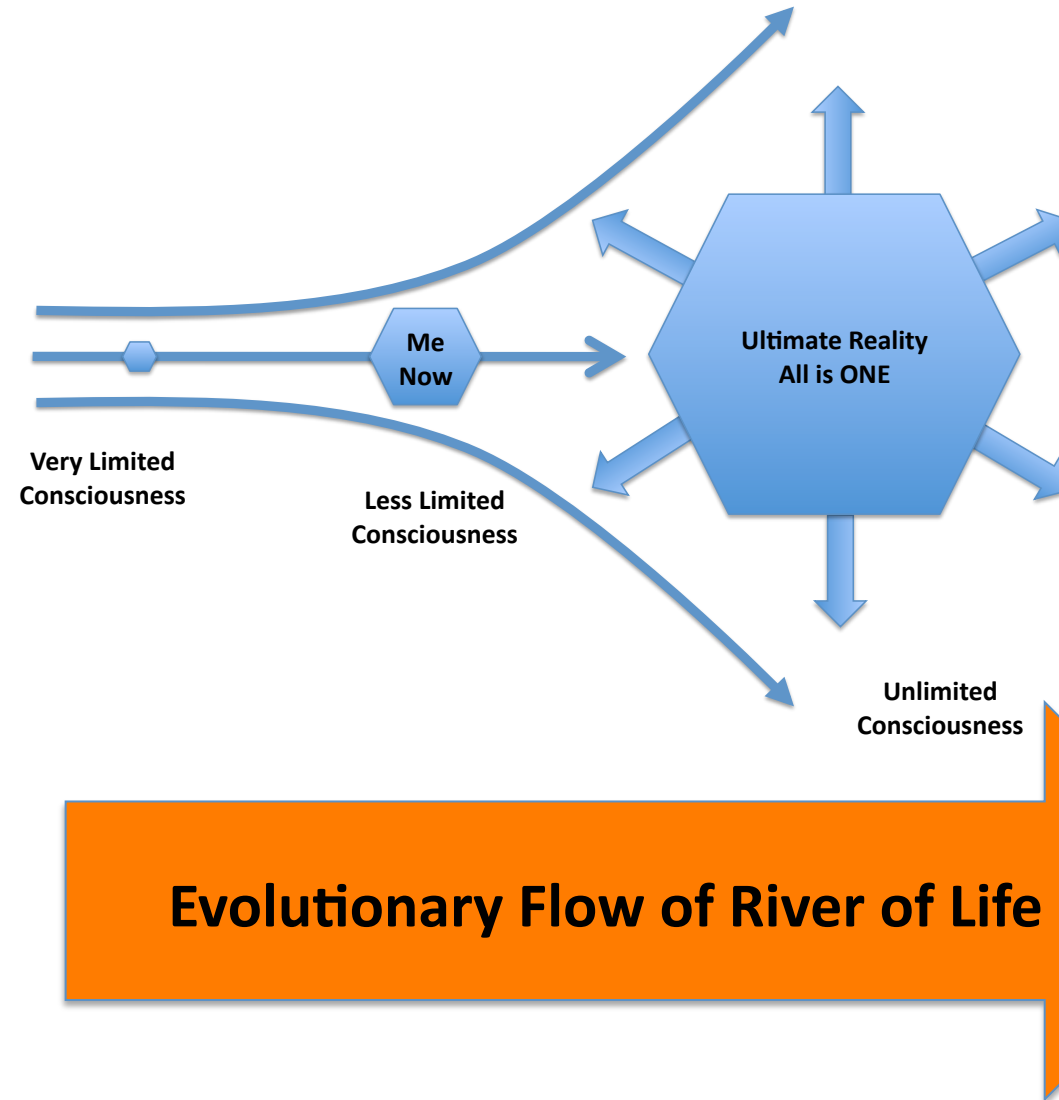 Me
Now
Ultimate Reality
All is ONE
Very Limited
Consciousness
Less Limited
Consciousness
Unlimited
Consciousness
Evolutionary Flow of River of Life